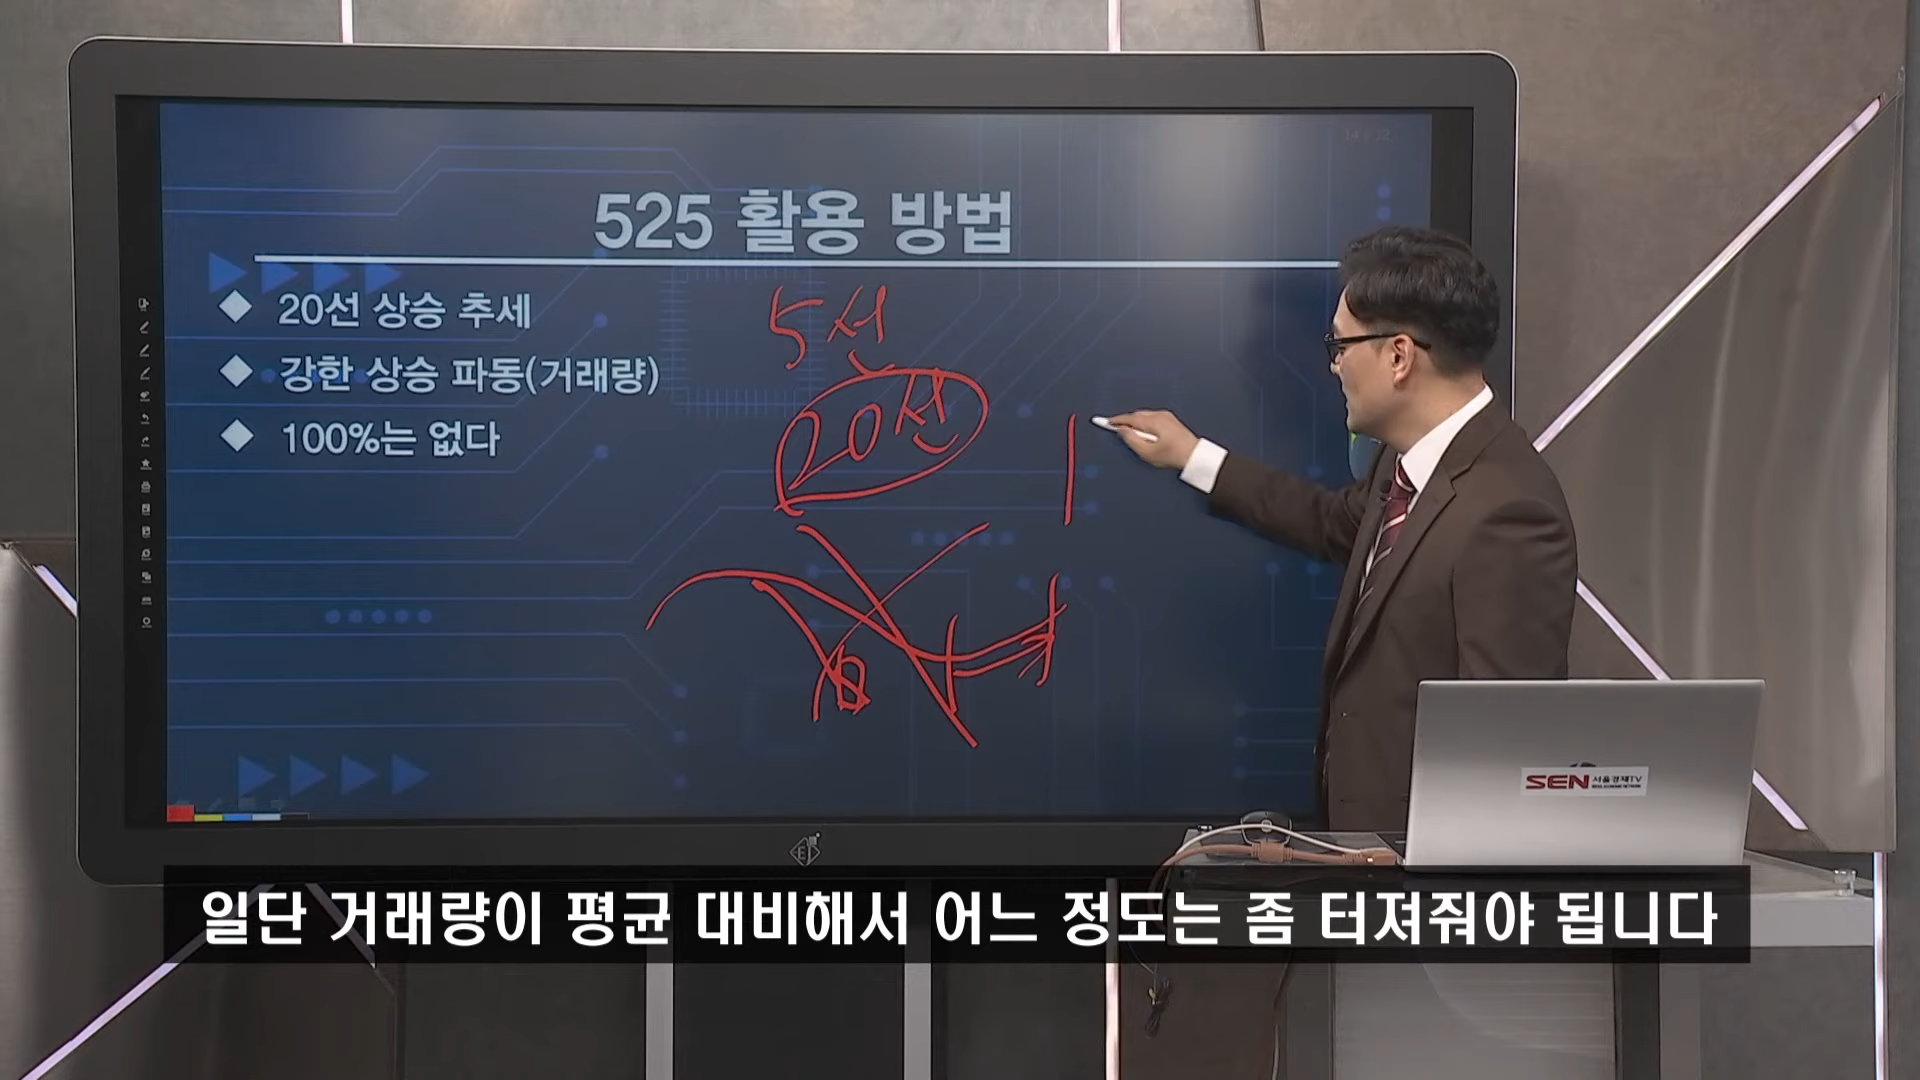 525 활용 방법
20선 상승 추세
강한 상승 파동(거래량)
100%는 없다
5선
20선
SEN 서울경제TV
일단 거래량이 평균 대비해서 어느 정도는 좀 터져줘야 됩니다